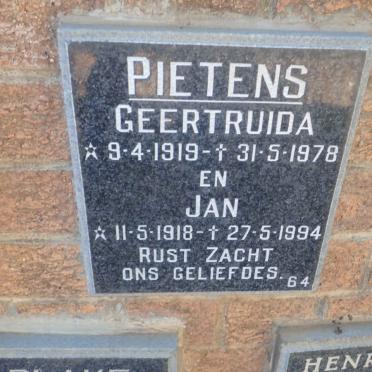 PIETENS
GEERTRUIDA
☆ 9·4·1919 - † 31·5·1978
EN
JAN
☆ 11·5·1918 - † 27·5·1994
RUST ZACHT
ONS GELIEFDES.
64